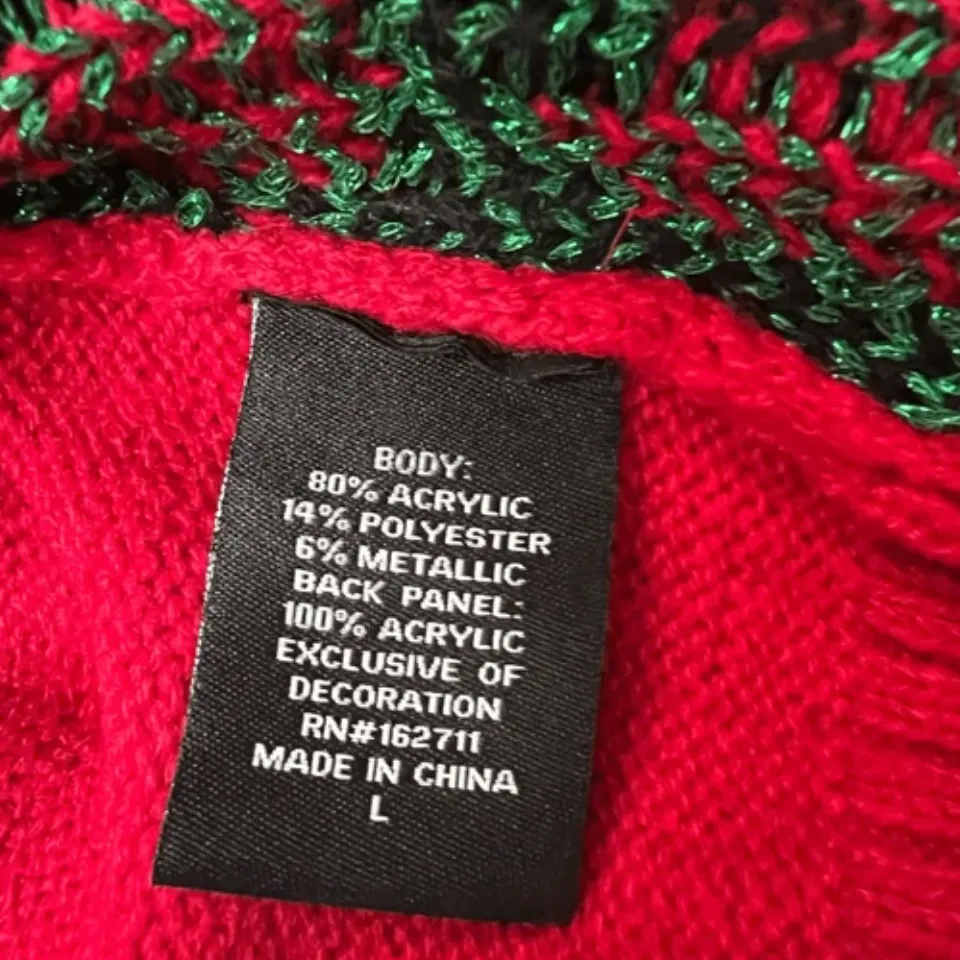 BODY:
80% ACRYLIC
14% POLYESTER
6% METALLIC
BACK PANEL:
100% ACRYLIC
EXCLUSIVE OF
DECORATION
RN#162711
MADE IN CHINA
L